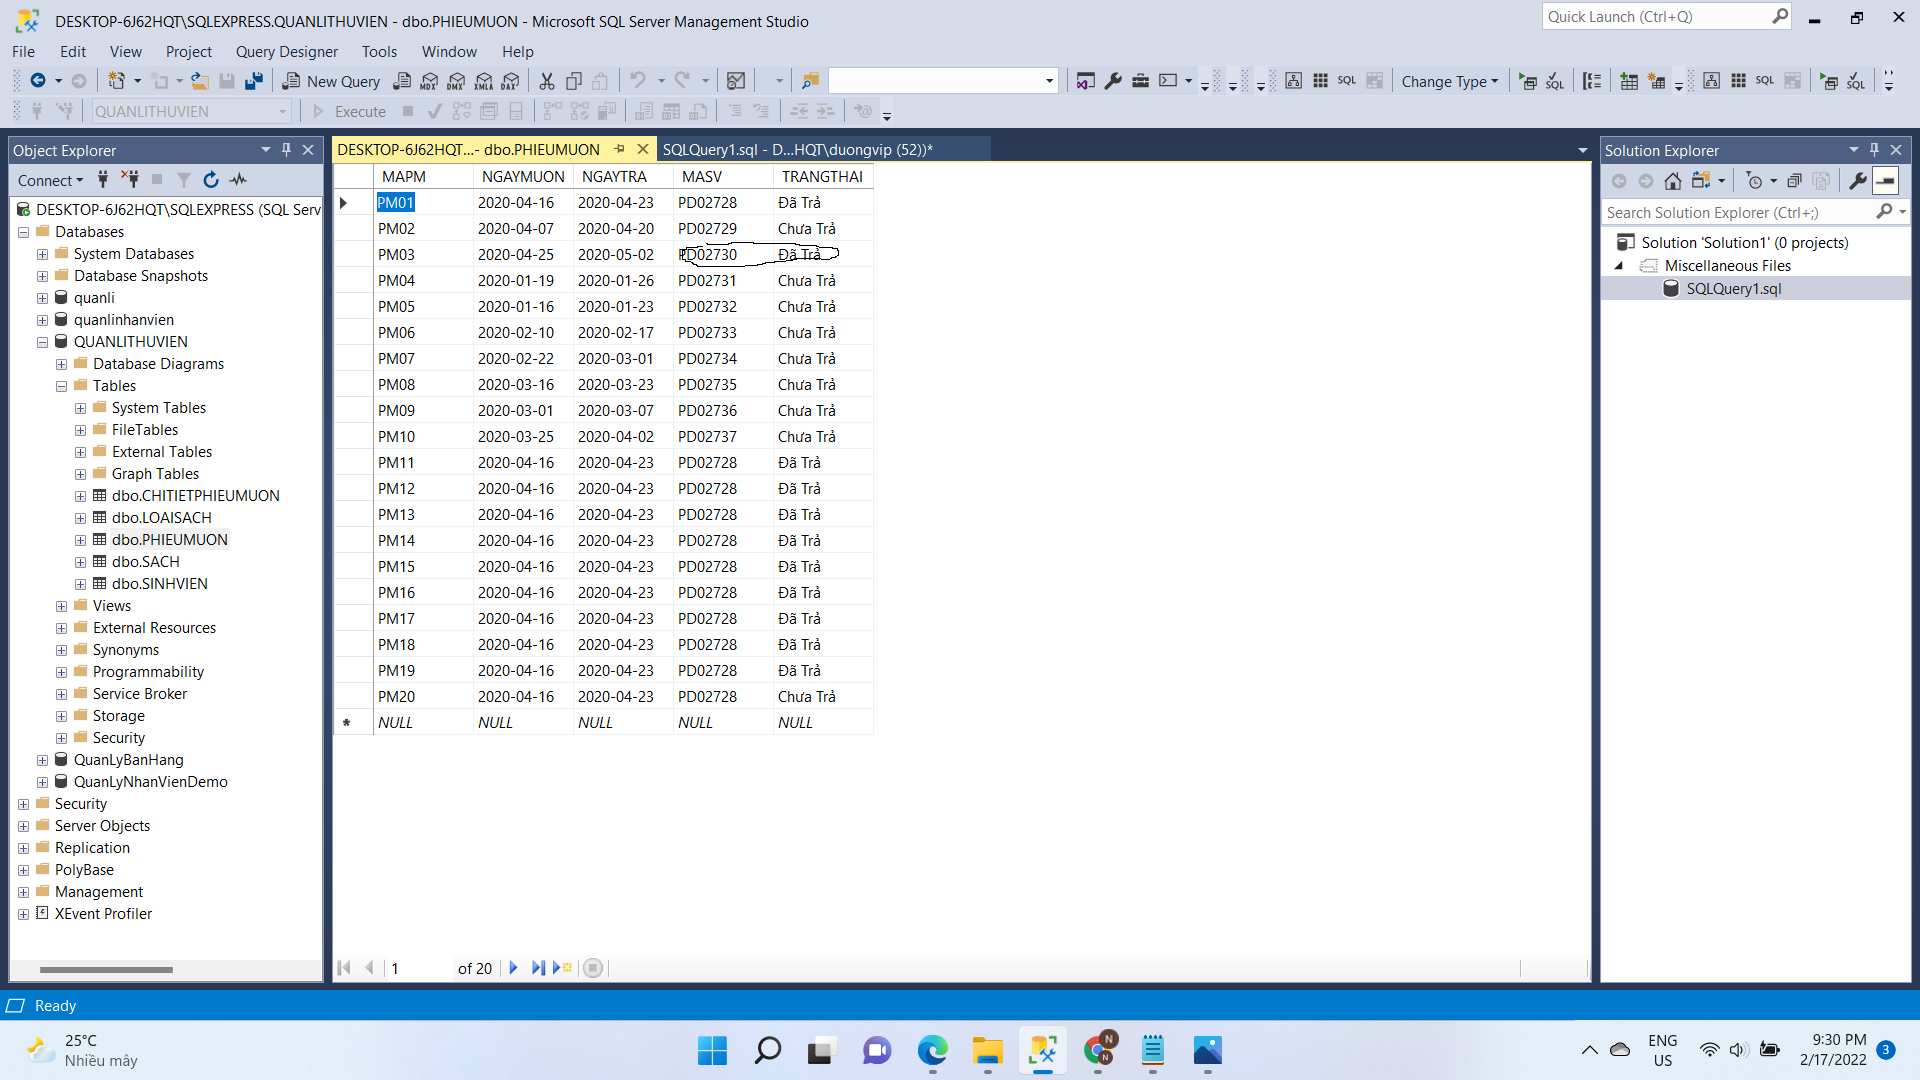 DESKTOP-6J62HQT\SQLEXPRESS.QUANLITHUVIEN - dbo.PHIEUMUON - Microsoft SQL Server Management Studio
Quick Launch (Ctrl+Q)
File Edit View Project Query Designer Tools Window Help
New Query MDX DMX XMLA DAX SQL Change Type SQL
QUANLITHUVIEN Execute
Object Explorer
DESKTOP-6J62HQT...- dbo.PHIEUMUON SQLQuery1.sql - D...HQT\duongvip (52))*
Solution Explorer
Connect
Search Solution Explorer (Ctrl+;)
Solution 'Solution1' (0 projects)
Miscellaneous Files
SQLQuery1.sql
DESKTOP-6J62HQT\SQLEXPRESS (SQL Serv
Databases
System Databases
Database Snapshots
quanli
quanlinhanvien
QUANLITHUVIEN
Database Diagrams
Tables
System Tables
FileTables
External Tables
Graph Tables
dbo.CHITIETPHIEUMUON
dbo.LOAISACH
dbo.PHIEUMUON
dbo.SACH
dbo.SINHVIEN
Views
External Resources
Synonyms
Programmability
Service Broker
Storage
Security
QuanLyBanHang
QuanLyNhanVienDemo
Security
Server Objects
Replication
PolyBase
Management
XEvent Profiler
MAPM NGAYMUON NGAYTRA MASV TRANGTHAI
PM01 2020-04-16 2020-04-23 PD02728 Đã Trả
PM02 2020-04-07 2020-04-20 PD02729 Chưa Trả
PM03 2020-04-25 2020-05-02 PD02730 Đã Trả
PM04 2020-01-19 2020-01-26 PD02731 Chưa Trả
PM05 2020-01-16 2020-01-23 PD02732 Chưa Trả
PM06 2020-02-10 2020-02-17 PD02733 Chưa Trả
PM07 2020-02-22 2020-03-01 PD02734 Chưa Trả
PM08 2020-03-16 2020-03-23 PD02735 Chưa Trả
PM09 2020-03-01 2020-03-07 PD02736 Chưa Trả
PM10 2020-03-25 2020-04-02 PD02737 Chưa Trả
PM11 2020-04-16 2020-04-23 PD02728 Đã Trả
PM12 2020-04-16 2020-04-23 PD02728 Đã Trả
PM13 2020-04-16 2020-04-23 PD02728 Đã Trả
PM14 2020-04-16 2020-04-23 PD02728 Đã Trả
PM15 2020-04-16 2020-04-23 PD02728 Đã Trả
PM16 2020-04-16 2020-04-23 PD02728 Đã Trả
PM17 2020-04-16 2020-04-23 PD02728 Đã Trả
PM18 2020-04-16 2020-04-23 PD02728 Đã Trả
PM19 2020-04-16 2020-04-23 PD02728 Đã Trả
PM20 2020-04-16 2020-04-23 PD02728 Chưa Trả
NULL NULL NULL NULL NULL
1 of 20
Ready
25°C
Nhiều mây
ENG
US
9:30 PM
2/17/2022
3